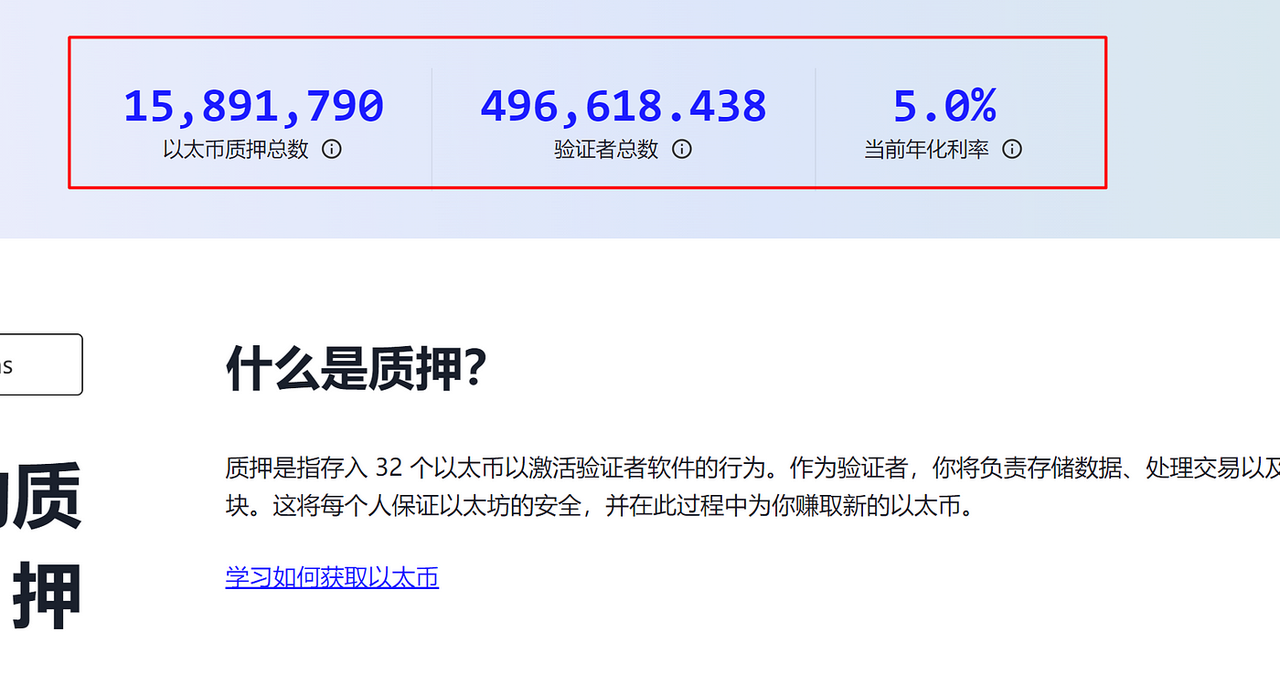 15,891,790
以太币质押总数
496,618.438
验证者总数
5.0%
当前年化利率
s
质
押
什么是质押?
质押是指存入 32 个以太币以激活验证者软件的行为。作为验证者，你将负责存储数据、处理交易以及
块。这将每个人保证以太坊的安全，并在此过程中为你赚取新的以太币。
学习如何获取以太币